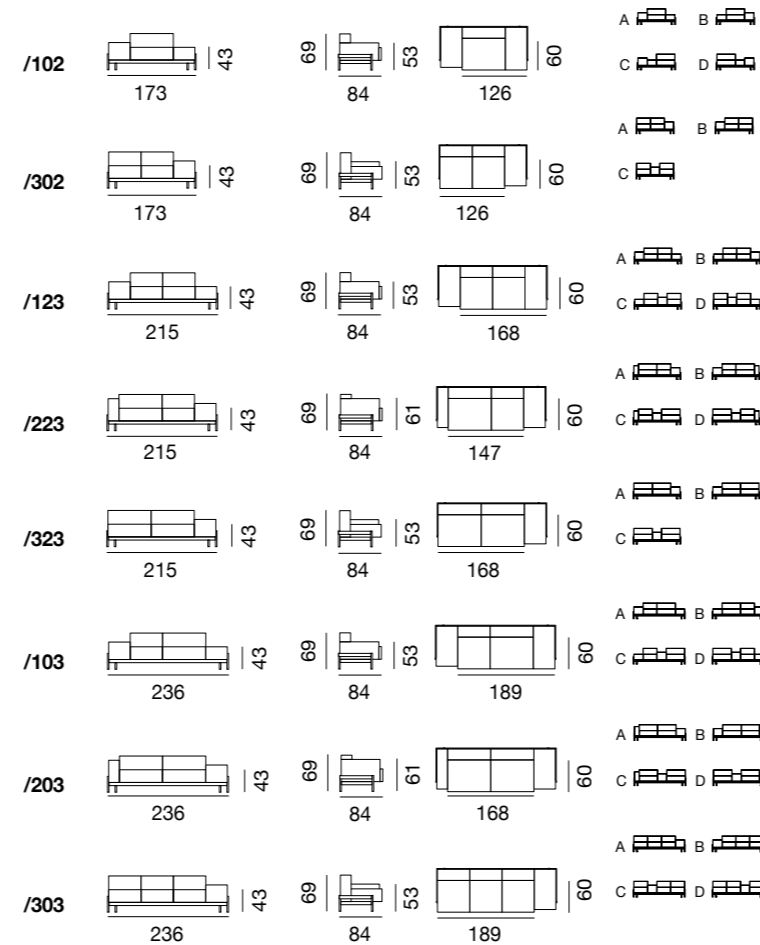 A B
/102 43 69 53 60
C D
173 84 126
A B
/302 43 69 53 60
C
173 84 126
A B
/123 43 69 53 60
C D
215 84 168
A B
/223 43 69 61 60
C D
215 84 147
A B
/323 43 69 53 60
C
215 84 168
A B
/103 43 69 53 60
C D
236 84 189
A B
/203 43 69 61 60
C D
236 84 168
A B
/303 43 69 53 60
C D
236 84 189